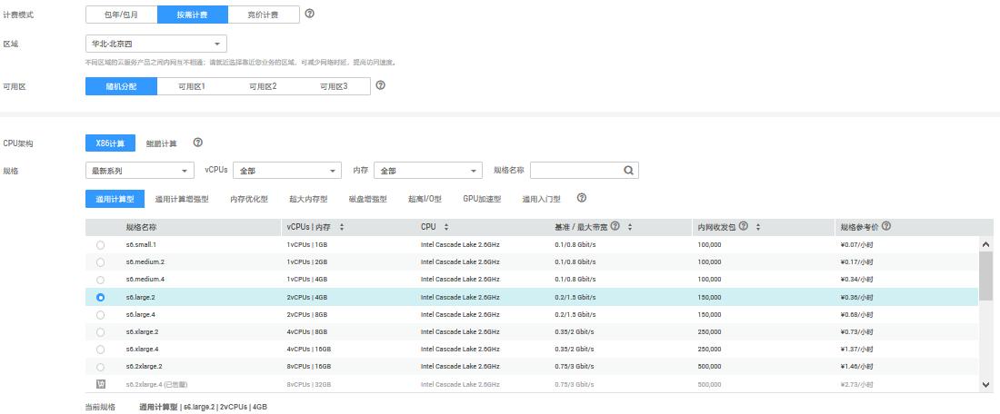 计费模式 包年/包月 按需计费 竞价计费
区域 华北-北京四
不同区域的云服务产品之间内网互不相通；请就近选择靠近您业务的区域，可减少网络时延，提高访问速度。
可用区 随机分配 可用区1 可用区2 可用区3
CPU架构 X86计算 鲲鹏计算
规格 最新系列 vCPUs 全部 内存 全部 规格名称
通用计算型 通用计算增强型 内存优化型 超大内存型 磁盘增强型 超高I/O型 GPU加速型 通用入门型
规格名称 vCPUs | 内存 CPU 基准 / 最大带宽 内网收发包 规格参考价
s6.small.1 1vCPUs | 1GB Intel Cascade Lake 2.6GHz 0.1/0.8 Gbit/s 100,000 ¥0.07/小时
s6.medium.2 1vCPUs | 2GB Intel Cascade Lake 2.6GHz 0.1/0.8 Gbit/s 100,000 ¥0.17/小时
s6.medium.4 1vCPUs | 4GB Intel Cascade Lake 2.6GHz 0.1/0.8 Gbit/s 100,000 ¥0.34/小时
s6.large.2 2vCPUs | 4GB Intel Cascade Lake 2.6GHz 0.2/1.5 Gbit/s 150,000 ¥0.36/小时
s6.large.4 2vCPUs | 8GB Intel Cascade Lake 2.6GHz 0.2/1.5 Gbit/s 150,000 ¥0.68/小时
s6.xlarge.2 4vCPUs | 8GB Intel Cascade Lake 2.6GHz 0.35/2 Gbit/s 250,000 ¥0.73/小时
s6.xlarge.4 4vCPUs | 16GB Intel Cascade Lake 2.6GHz 0.35/2 Gbit/s 250,000 ¥1.37/小时
s6.2xlarge.2 8vCPUs | 16GB Intel Cascade Lake 2.6GHz 0.75/3 Gbit/s 500,000 ¥1.46/小时
s6.2xlarge.4 (已售罄) 8vCPUs | 32GB Intel Cascade Lake 2.6GHz 0.75/3 Gbit/s 500,000 ¥2.73/小时
当前规格 通用计算型 | s6.large.2 | 2vCPUs | 4GB